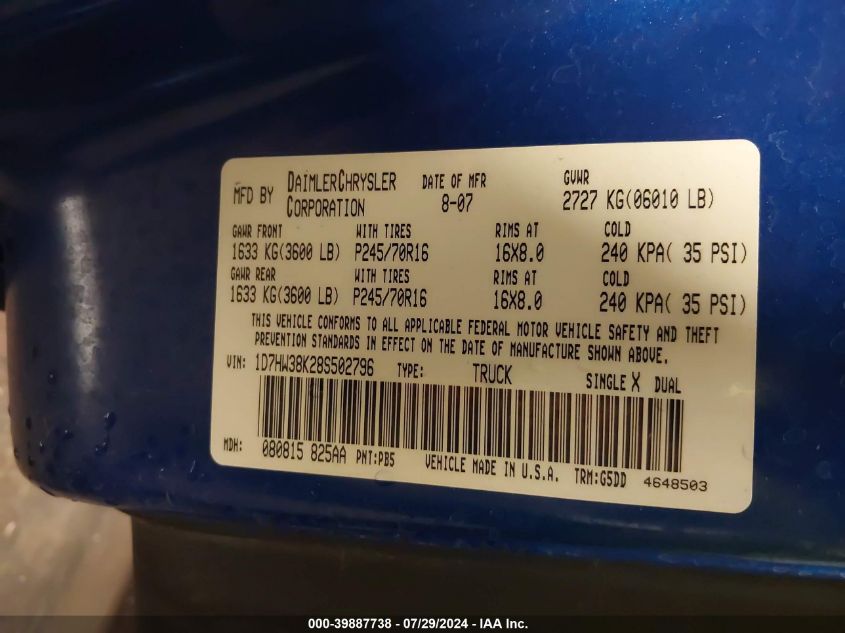 MFD BY DAIMLERCHRYSLER CORPORATION DATE OF MFR 8-07 GVWR 2727 KG(06010 LB)
GAWR FRONT WITH TIRES RIMS AT COLD
1633 KG(3600 LB) P245/70R16 16X8.0 240 KPA( 35 PSI)
GAWR REAR WITH TIRES RIMS AT COLD
1633 KG(3600 LB) P245/70R16 16X8.0 240 KPA( 35 PSI)
THIS VEHICLE CONFORMS TO ALL APPLICABLE FEDERAL MOTOR VEHICLE SAFETY AND THEFT
PREVENTION STANDARDS IN EFFECT ON THE DATE OF MANUFACTURE SHOWN ABOVE.
VIN: 1D7HW38K28S502796 TYPE: TRUCK SINGLE X DUAL
MDH: 080815 825AA PNT:PB5 VEHICLE MADE IN U.S.A. TRM:G5DD 4648503
000-39887738 - 07/29/2024 - IAA Inc.